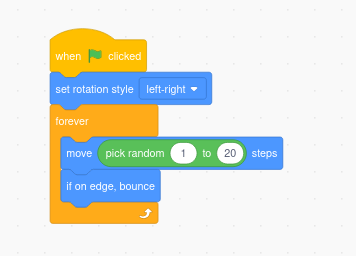 when clicked
set rotation style left-right
forever
move pick random 1 to 20 steps
if on edge, bounce